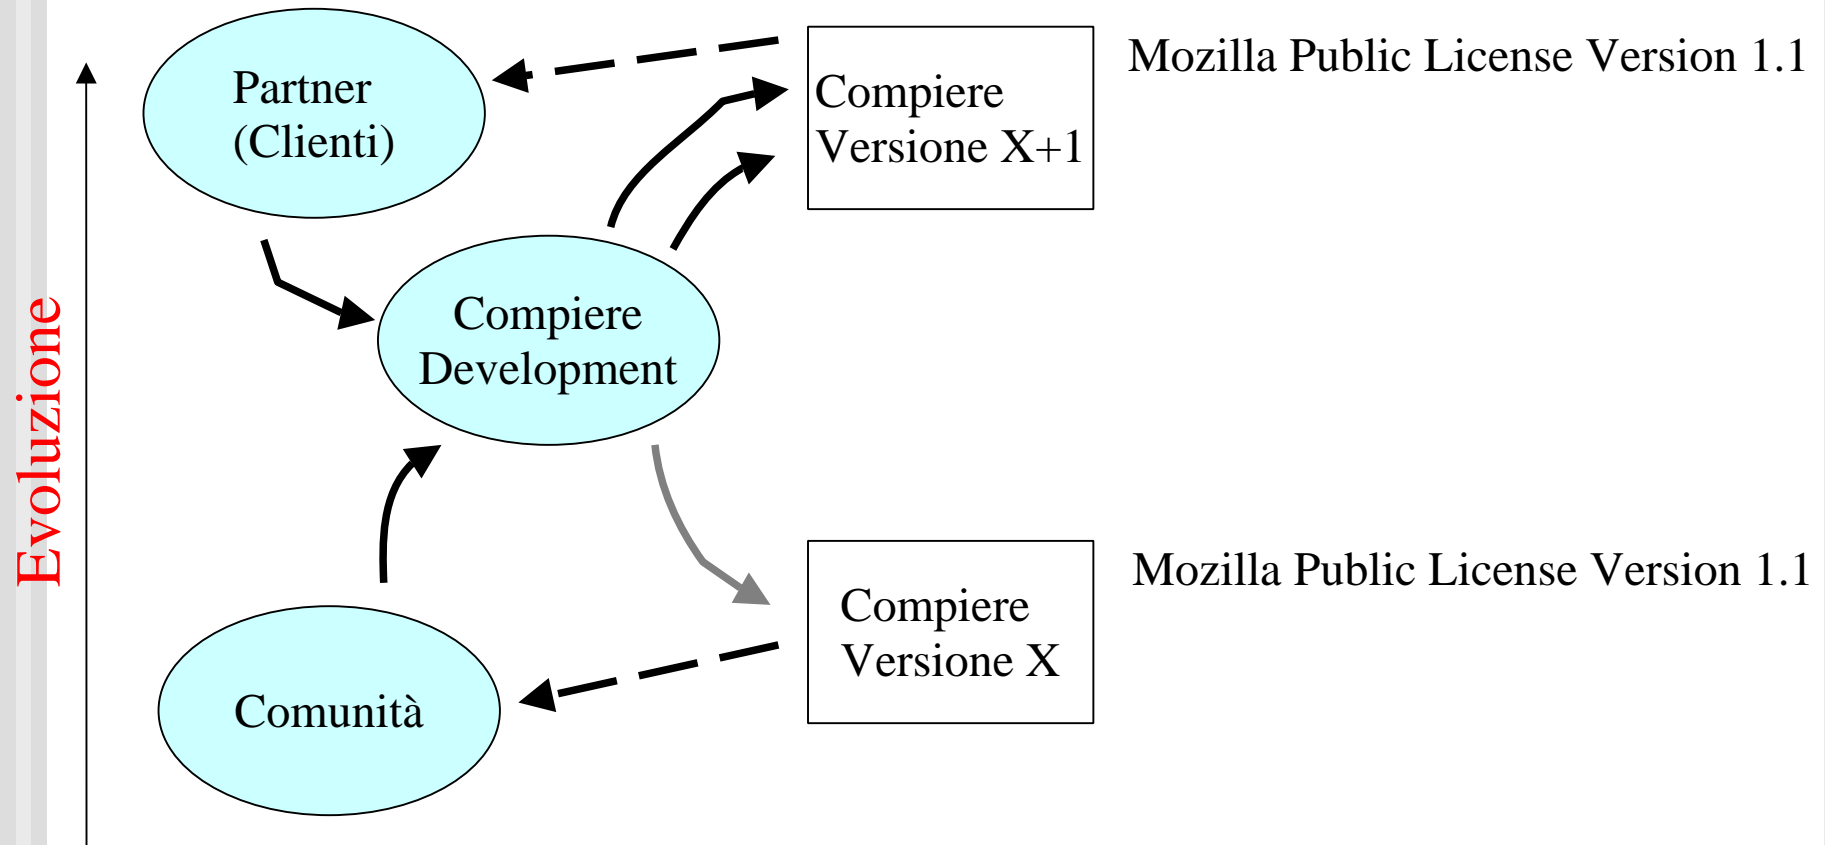 Partner
(Clienti)
Compiere
Versione X+1
Mozilla Public License Version 1.1
Compiere
Development
Evoluzione
Compiere
Versione X
Mozilla Public License Version 1.1
Comunità